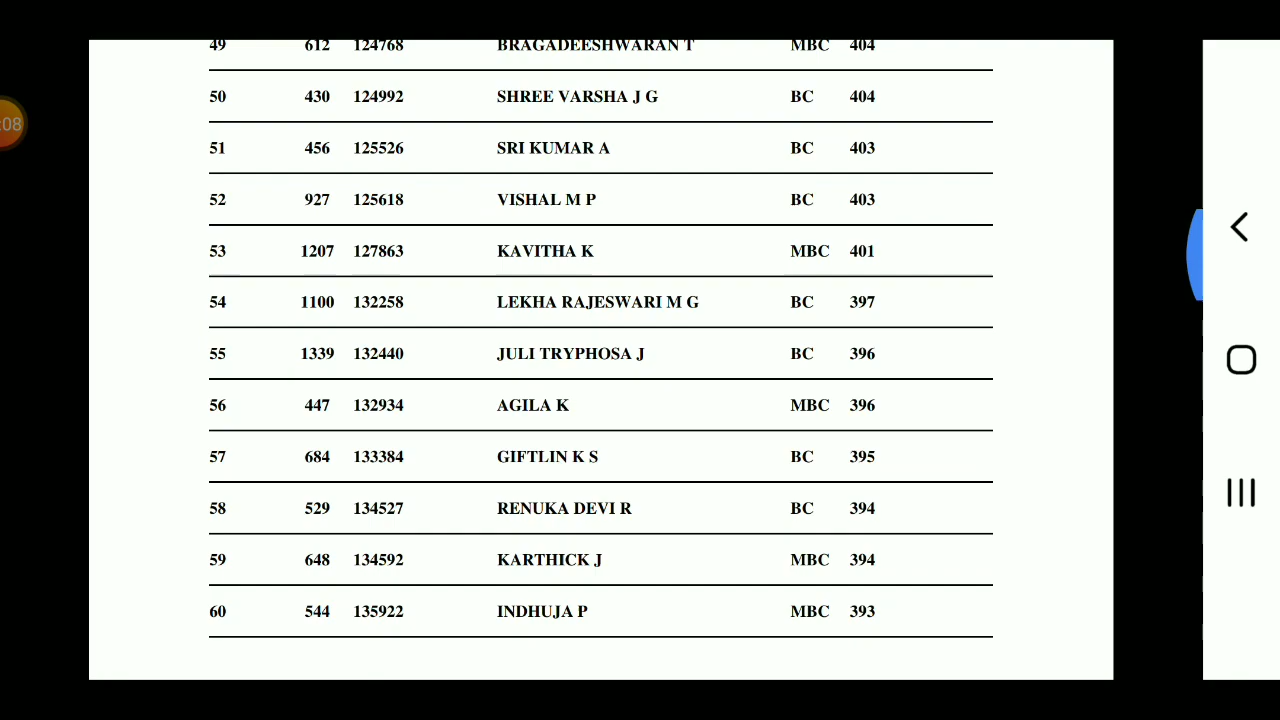 49 612 124768 BRAGADEESHWARAN T MBC 404
50 430 124992 SHREE VARSHA J G BC 404
51 456 125526 SRI KUMAR A BC 403
52 927 125618 VISHAL M P BC 403
53 1207 127863 KAVITHA K MBC 401
54 1100 132258 LEKHA RAJESWARI M G BC 397
55 1339 132440 JULI TRYPHOSA J BC 396
56 447 132934 AGILA K MBC 396
57 684 133384 GIFTLIN K S BC 395
58 529 134527 RENUKA DEVI R BC 394
59 648 134592 KARTHICK J MBC 394
60 544 135922 INDHUJA P MBC 393
:08